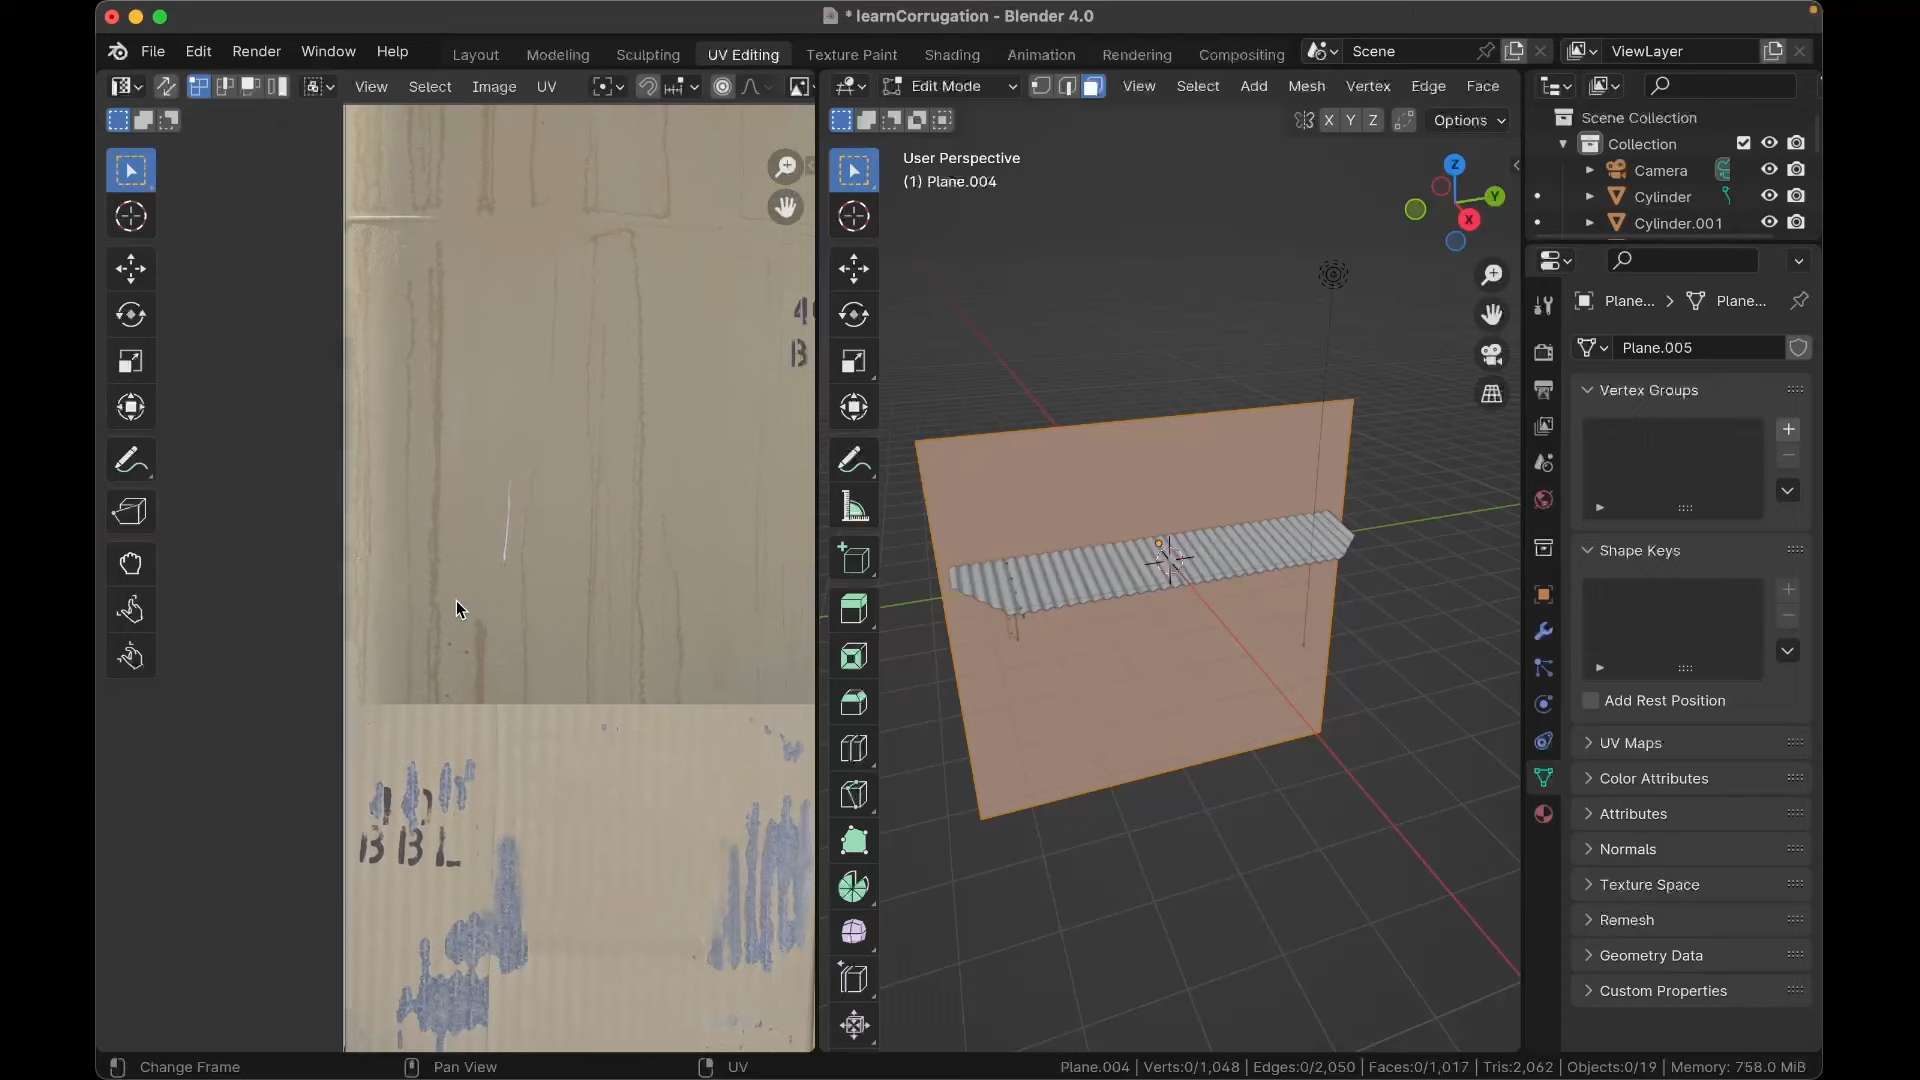 * learnCorrugation - Blender 4.0
File Edit Render Window Help Layout Modeling Sculpting UV Editing Texture Paint Shading Animation Rendering Compositing Scene ViewLayer
View Select Image UV
Edit Mode View Select Add Mesh Vertex Edge Face
X Y Z Options
User Perspective
(1) Plane.004
Z
Y
X
4
B
B B L
Scene Collection
Collection
Camera
Cylinder
Cylinder.001
Plane... > Plane...
Plane.005
Vertex Groups
Shape Keys
Add Rest Position
UV Maps
Color Attributes
Attributes
Normals
Texture Space
Remesh
Geometry Data
Custom Properties
Change Frame Pan View UV Plane.004 | Verts:0/1,048 | Edges:0/2,050 | Faces:0/1,017 | Tris:2,062 | Objects:0/19 | Memory: 758.0 MiB